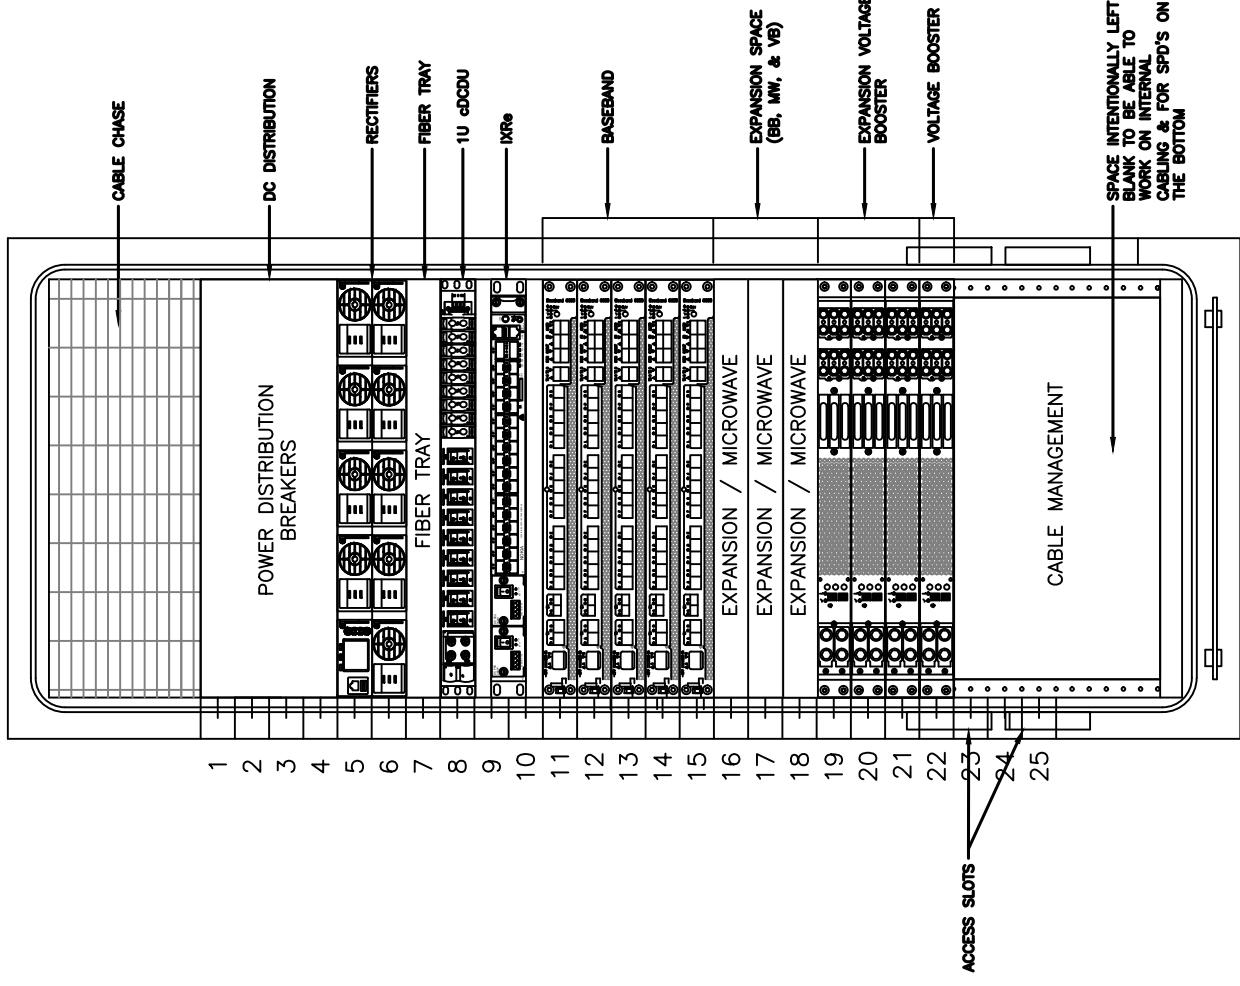 CABLE CHASE
DC DISTRIBUTION
RECTIFIERS
FIBER TRAY
1U cDCDU
IXRe
BASEBAND
EXPANSION SPACE
(BB, MW, & VB)
EXPANSION VOLTAGE
BOOSTER
VOLTAGE BOOSTER
SPACE INTENTIONALLY LEFT
BLANK TO BE ABLE TO
WORK ON INTERNAL
CABLING & FOR SPD'S ON
THE BOTTOM
POWER DISTRIBUTION
BREAKERS
FIBER TRAY
EXPANSION / MICROWAVE
EXPANSION / MICROWAVE
EXPANSION / MICROWAVE
CABLE MANAGEMENT
1
2
3
4
5
6
7
8
9
10
11
12
13
14
15
16
17
18
19
20
21
22
23
24
25
ACCESS SLOTS